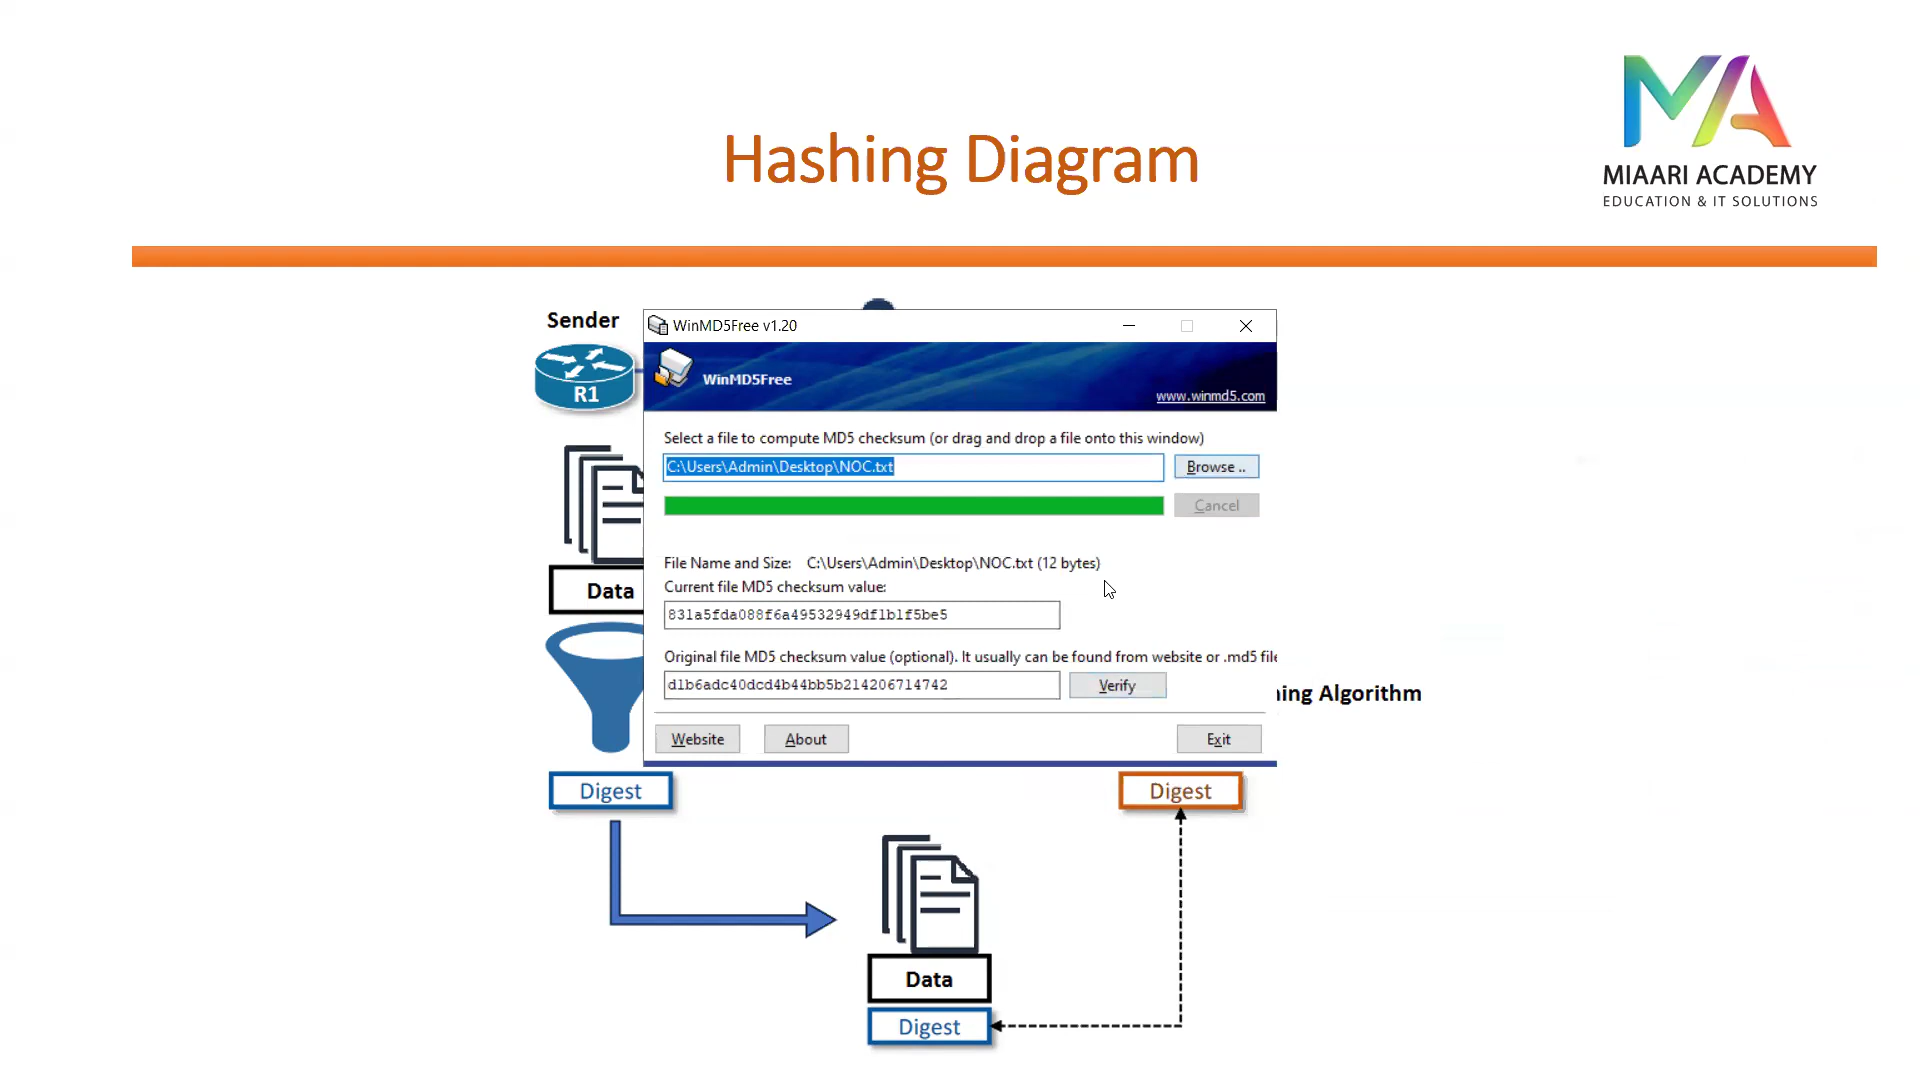 MIAARI ACADEMY
EDUCATION & IT SOLUTIONS
Hashing Diagram
Sender
R1
WinMD5Free v1.20
WinMD5Free
www.winmd5.com
Select a file to compute MD5 checksum (or drag and drop a file onto this window)
C:\Users\Admin\Desktop\NOC.txt
Browse ..
Cancel
File Name and Size: C:\Users\Admin\Desktop\NOC.txt (12 bytes)
Current file MD5 checksum value:
831a5fda088f6a49532949df1b1f5be5
Original file MD5 checksum value (optional). It usually can be found from website or .md5 file
d1b6adc40dcd4b44bb5b214206714742
Verify
Website
About
Exit
Data
hing Algorithm
Digest
Digest
Data
Digest